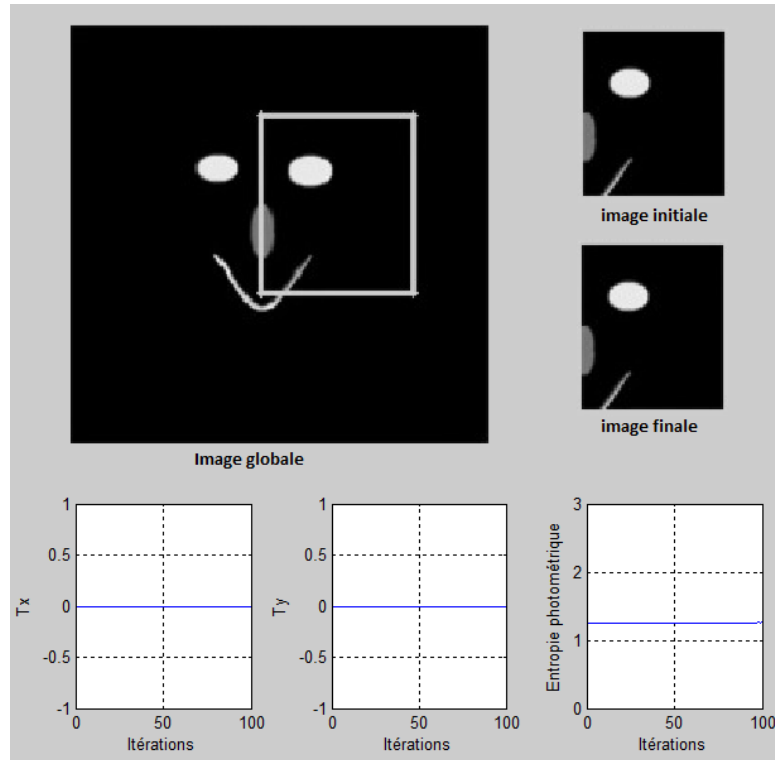 image initiale
image finale
Image globale
1
0.5
0
-0.5
-1
Tx
0 50 100
Itérations
1
0.5
0
-0.5
-1
Ty
0 50 100
Itérations
3
2
1
0
Entropie photométrique
0 50 100
Itérations